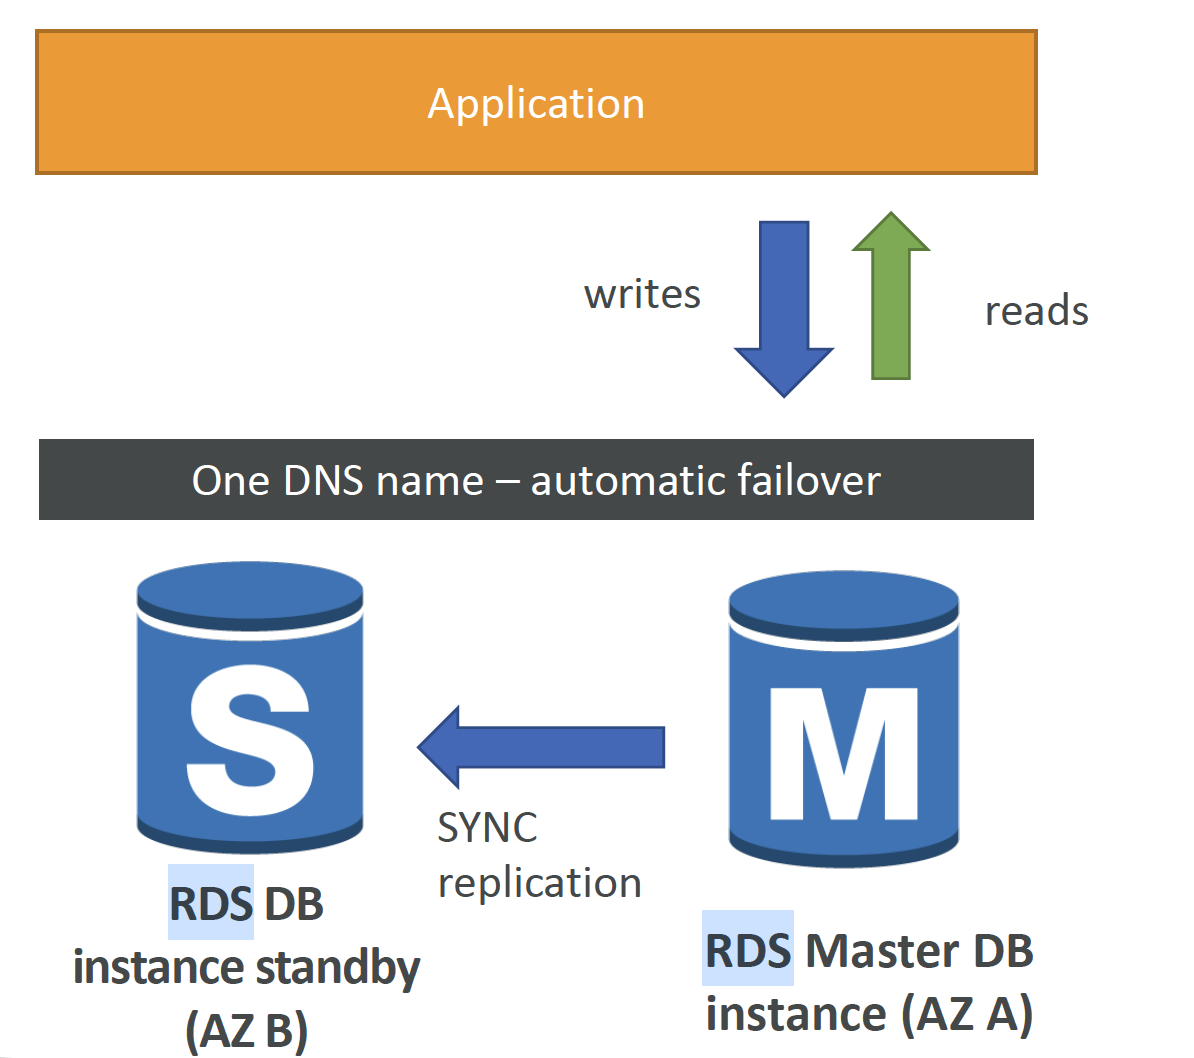 Application
writes
reads
One DNS name – automatic failover
S
M
SYNC
replication
RDS DB
instance standby
(AZ B)
RDS Master DB
instance (AZ A)